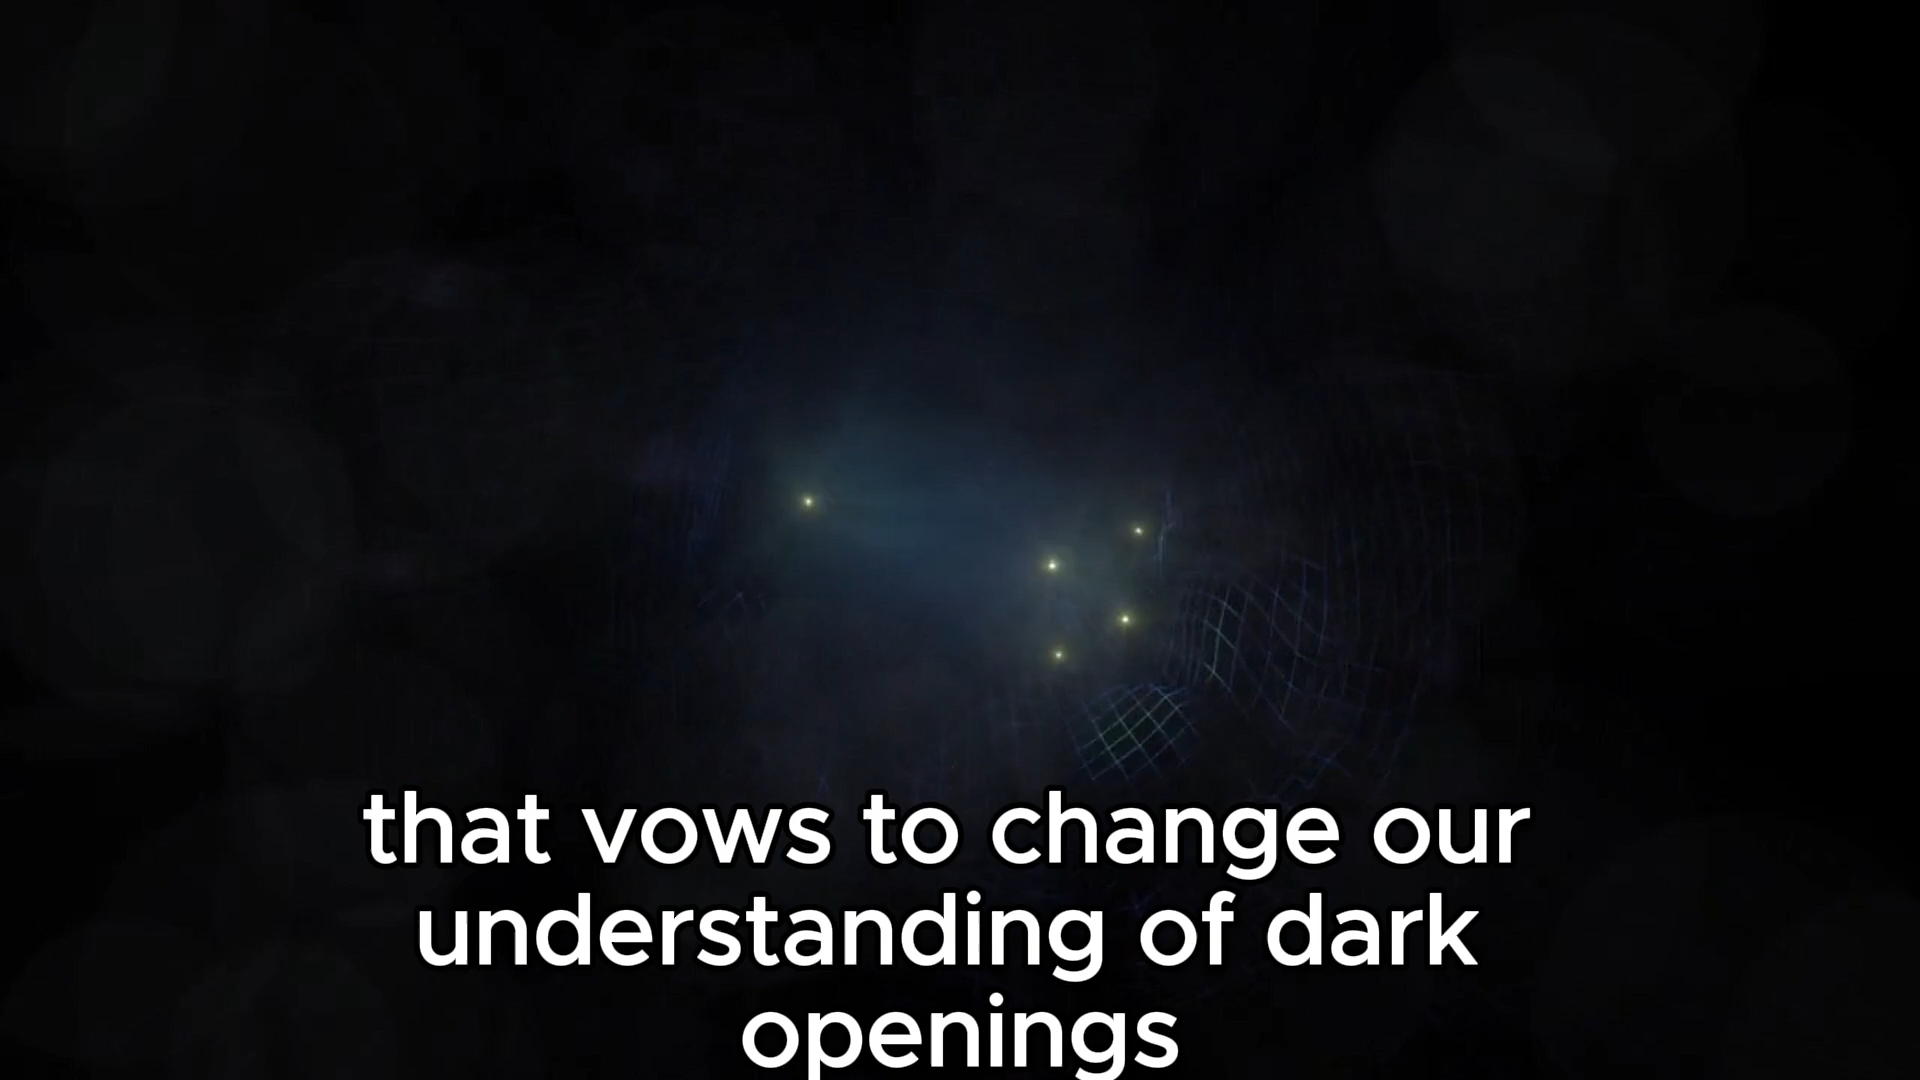 that vows to change our
understanding of dark
openings